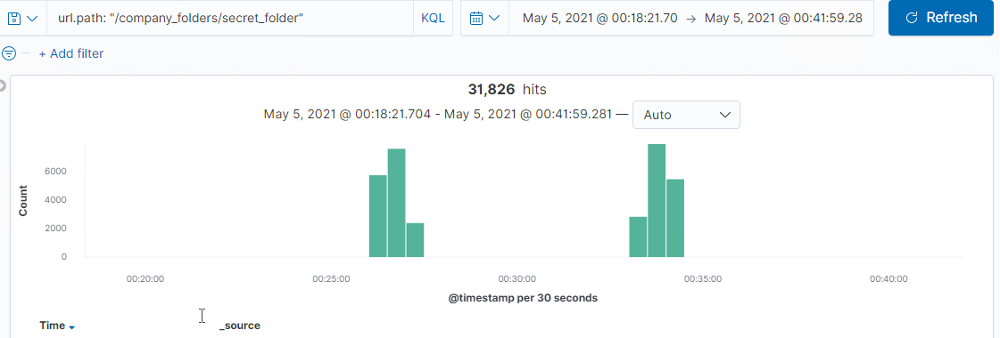 url.path: "/company_folders/secret_folder" KQL May 5, 2021 @ 00:18:21.70 → May 5, 2021 @ 00:41:59.28 Refresh
+ Add filter
31,826 hits
May 5, 2021 @ 00:18:21.704 - May 5, 2021 @ 00:41:59.281 — Auto
6000
4000
2000
0
Count
00:20:00 00:25:00 00:30:00 00:35:00 00:40:00
@timestamp per 30 seconds
Time _source